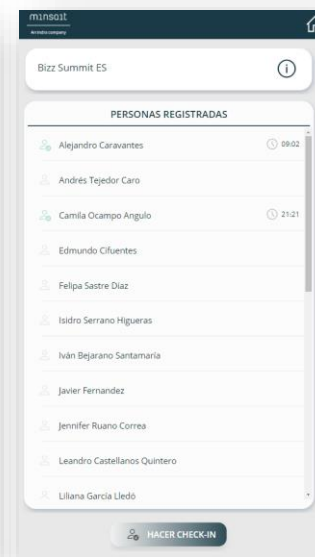 minsait
An Indra company
Bizz Summit ES
PERSONAS REGISTRADAS
Alejandro Caravantes 09:02
Andrés Tejedor Caro
Camila Ocampo Angulo 21:21
Edmundo Cifuentes
Felipa Sastre Díaz
Isidro Serrano Higueras
Iván Bejarano Santamaría
Javier Fernandez
Jennifer Ruano Correa
Leandro Castellanos Quintero
Liliana García Lledó
HACER CHECK-IN